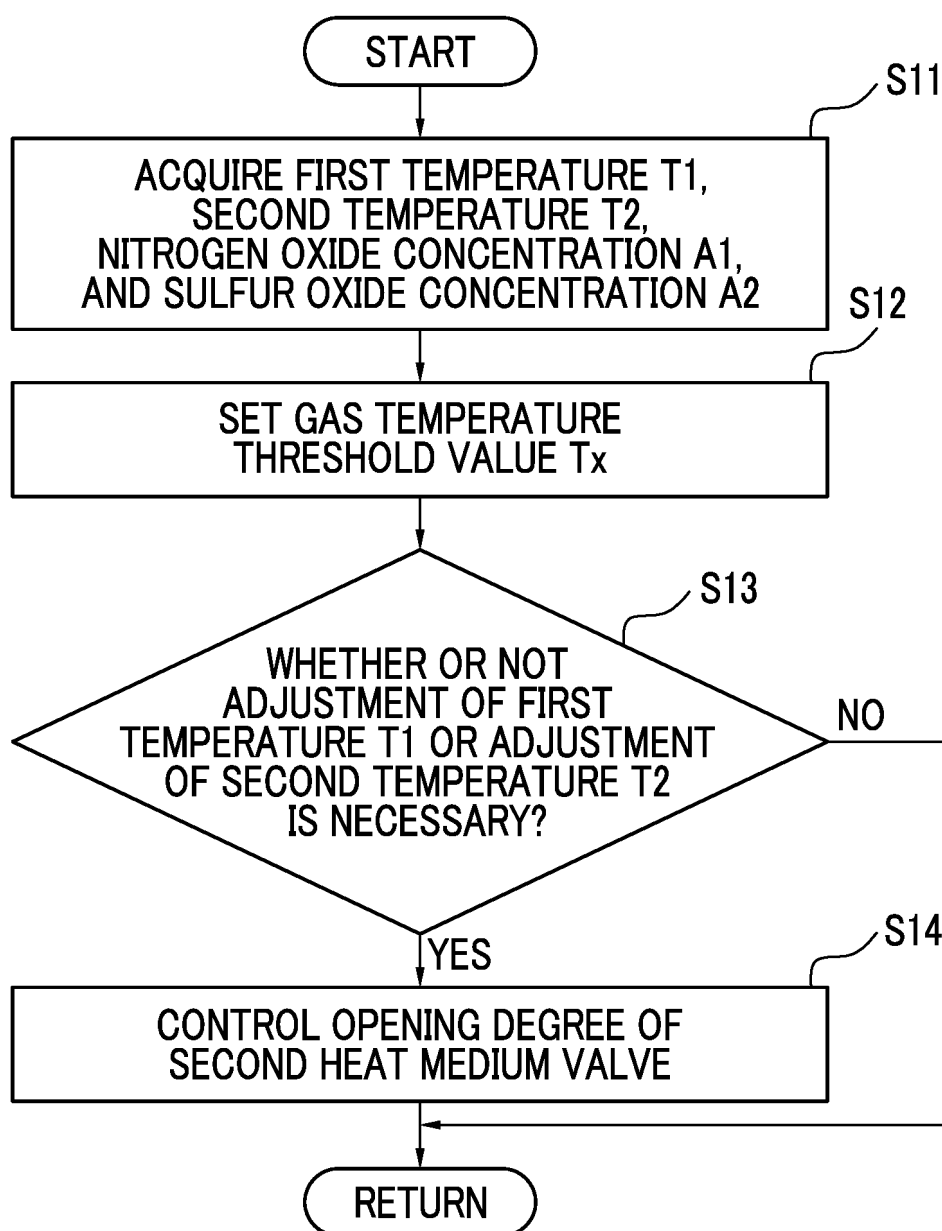 START
S11
ACQUIRE FIRST TEMPERATURE T1,
SECOND TEMPERATURE T2,
NITROGEN OXIDE CONCENTRATION A1,
AND SULFUR OXIDE CONCENTRATION A2
S12
SET GAS TEMPERATURE
THRESHOLD VALUE Tx
S13
WHETHER OR NOT
ADJUSTMENT OF FIRST
TEMPERATURE T1 OR ADJUSTMENT
OF SECOND TEMPERATURE T2
IS NECESSARY?
NO
YES
S14
CONTROL OPENING DEGREE OF
SECOND HEAT MEDIUM VALVE
RETURN